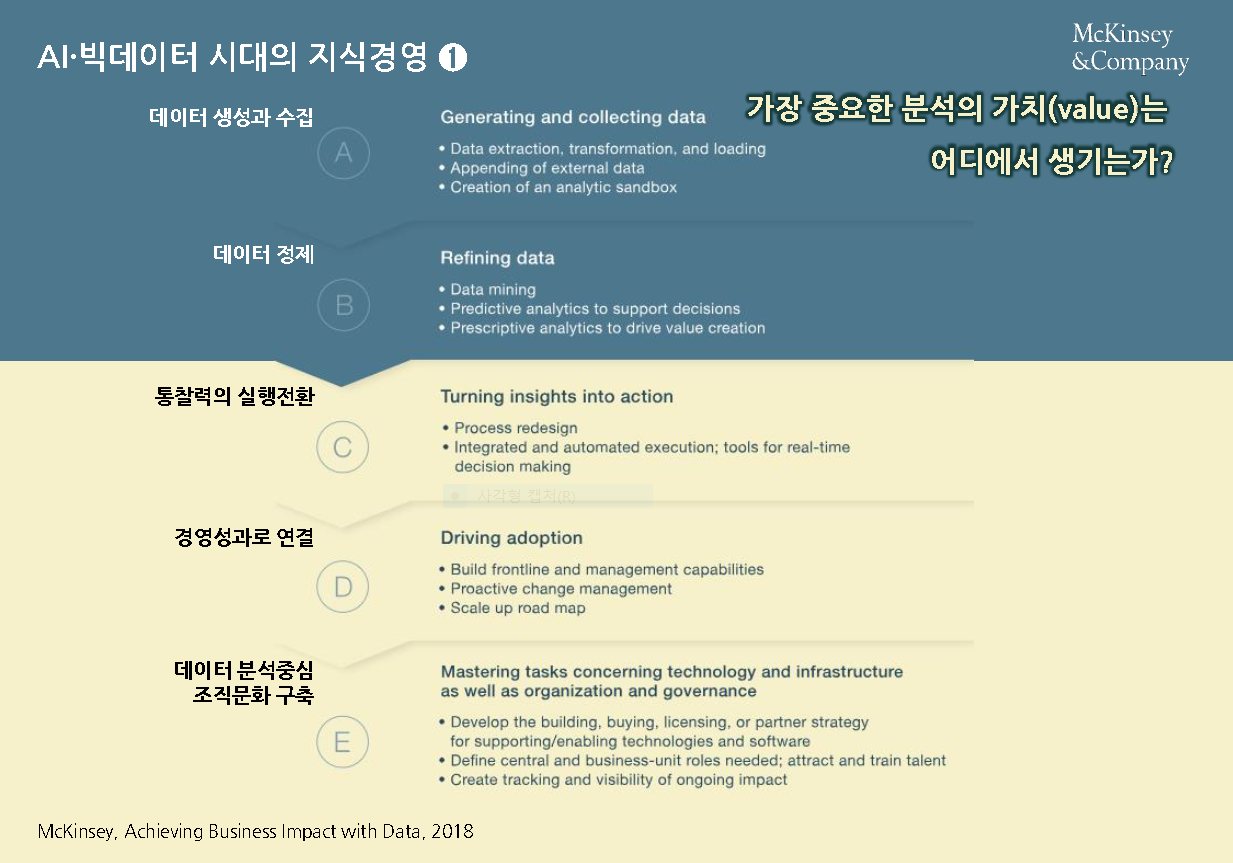 AI·빅데이터 시대의 지식경영 ❶
McKinsey
&Company
가장 중요한 분석의 가치(value)는
어디에서 생기는가?
데이터 생성과 수집
A
Generating and collecting data
• Data extraction, transformation, and loading
• Appending of external data
• Creation of an analytic sandbox
데이터 정제
B
Refining data
• Data mining
• Predictive analytics to support decisions
• Prescriptive analytics to drive value creation
통찰력의 실행전환
C
Turning insights into action
• Process redesign
• Integrated and automated execution; tools for real-time
decision making
사각형 캡처(R)
경영성과로 연결
D
Driving adoption
• Build frontline and management capabilities
• Proactive change management
• Scale up road map
데이터 분석중심
조직문화 구축
E
Mastering tasks concerning technology and infrastructure
as well as organization and governance
• Develop the building, buying, licensing, or partner strategy
for supporting/enabling technologies and software
• Define central and business-unit roles needed; attract and train talent
• Create tracking and visibility of ongoing impact
McKinsey, Achieving Business Impact with Data, 2018